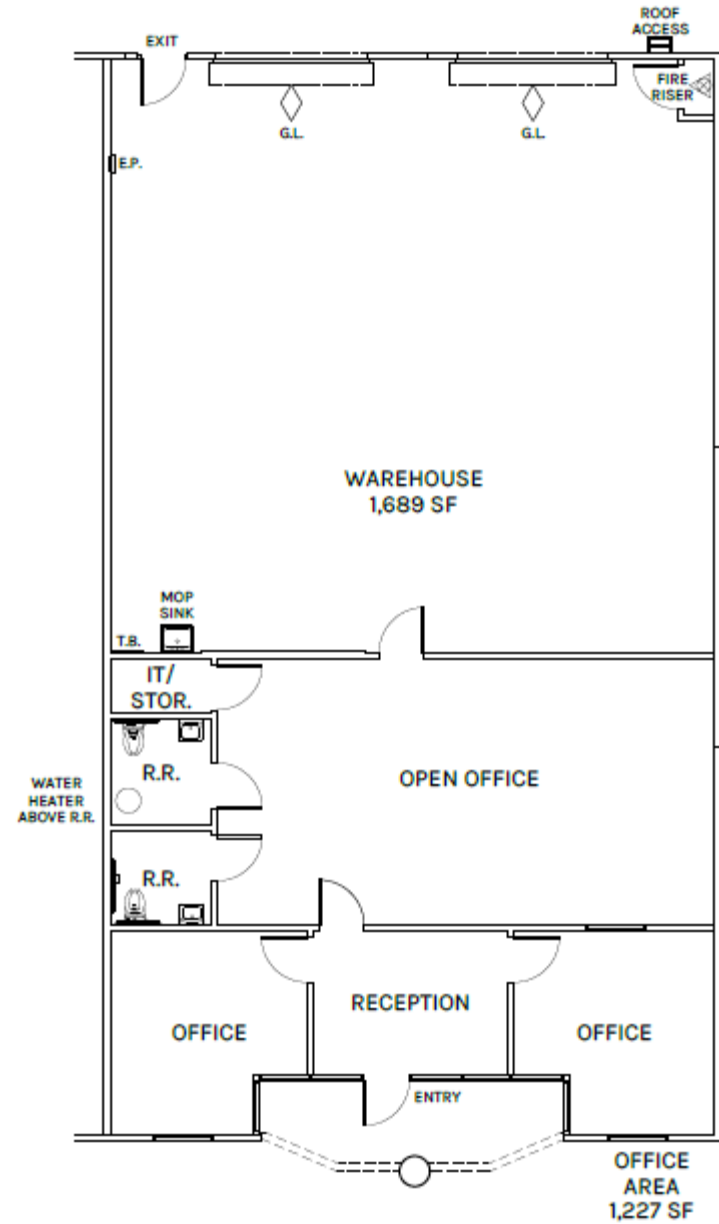 ROOF
ACCESS
EXIT
FIRE
RISER
G.L.
G.L.
E.P.
WAREHOUSE
1,689 SF
MOP
SINK
T.B.
IT/
STOR.
R.R.
OPEN OFFICE
WATER
HEATER
ABOVE R.R.
R.R.
RECEPTION
OFFICE
OFFICE
ENTRY
OFFICE
AREA
1,227 SF